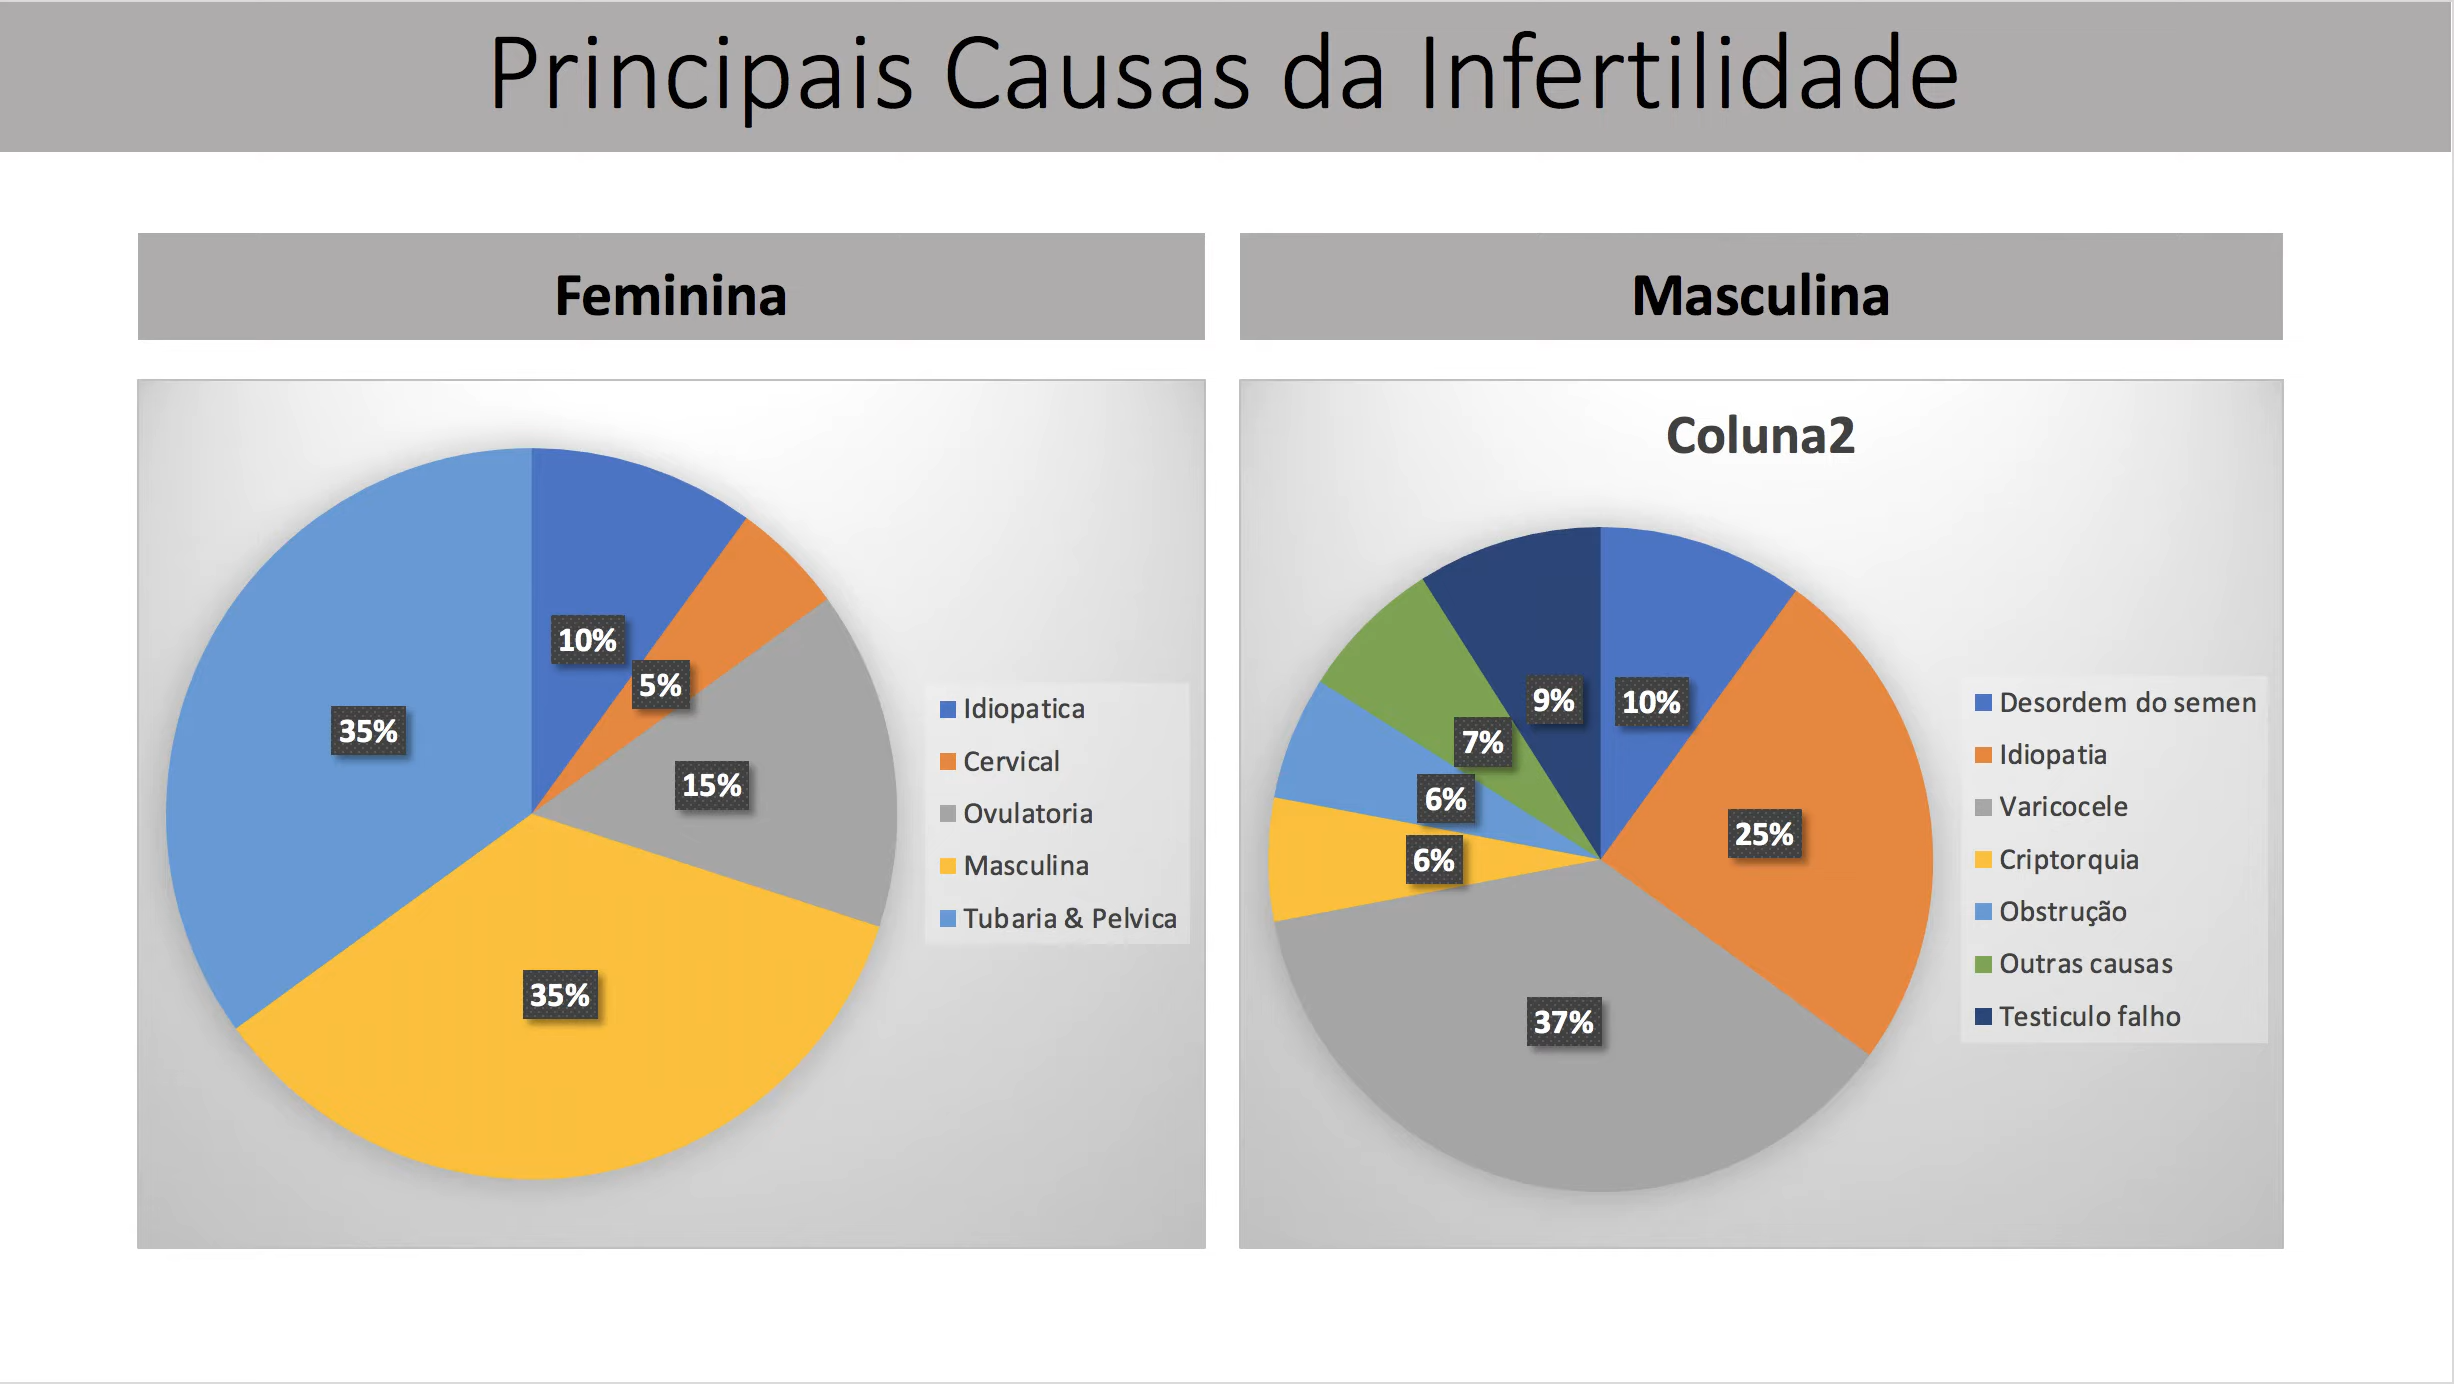 Principais Causas da Infertilidade
Feminina
10%
5%
15%
35%
35%
Idiopatica
Cervical
Ovulatoria
Masculina
Tubaria & Pelvica
Masculina
Coluna2
10%
25%
37%
6%
6%
7%
9%
Desordem do semen
Idiopatia
Varicocele
Criptorquia
Obstrução
Outras causas
Testiculo falho